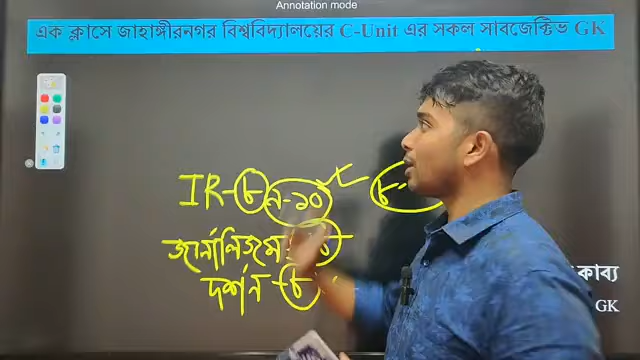 Annotation mode
এক ক্লাসে জাহাঙ্গীরনগর বিশ্ববিদ্যালয়ের C-Unit এর সকল সাবজেক্টিভ GK
IR-৮ ন-১০ ৮
জার্নালিজম
দর্শন - ৮
কাব্য
GK